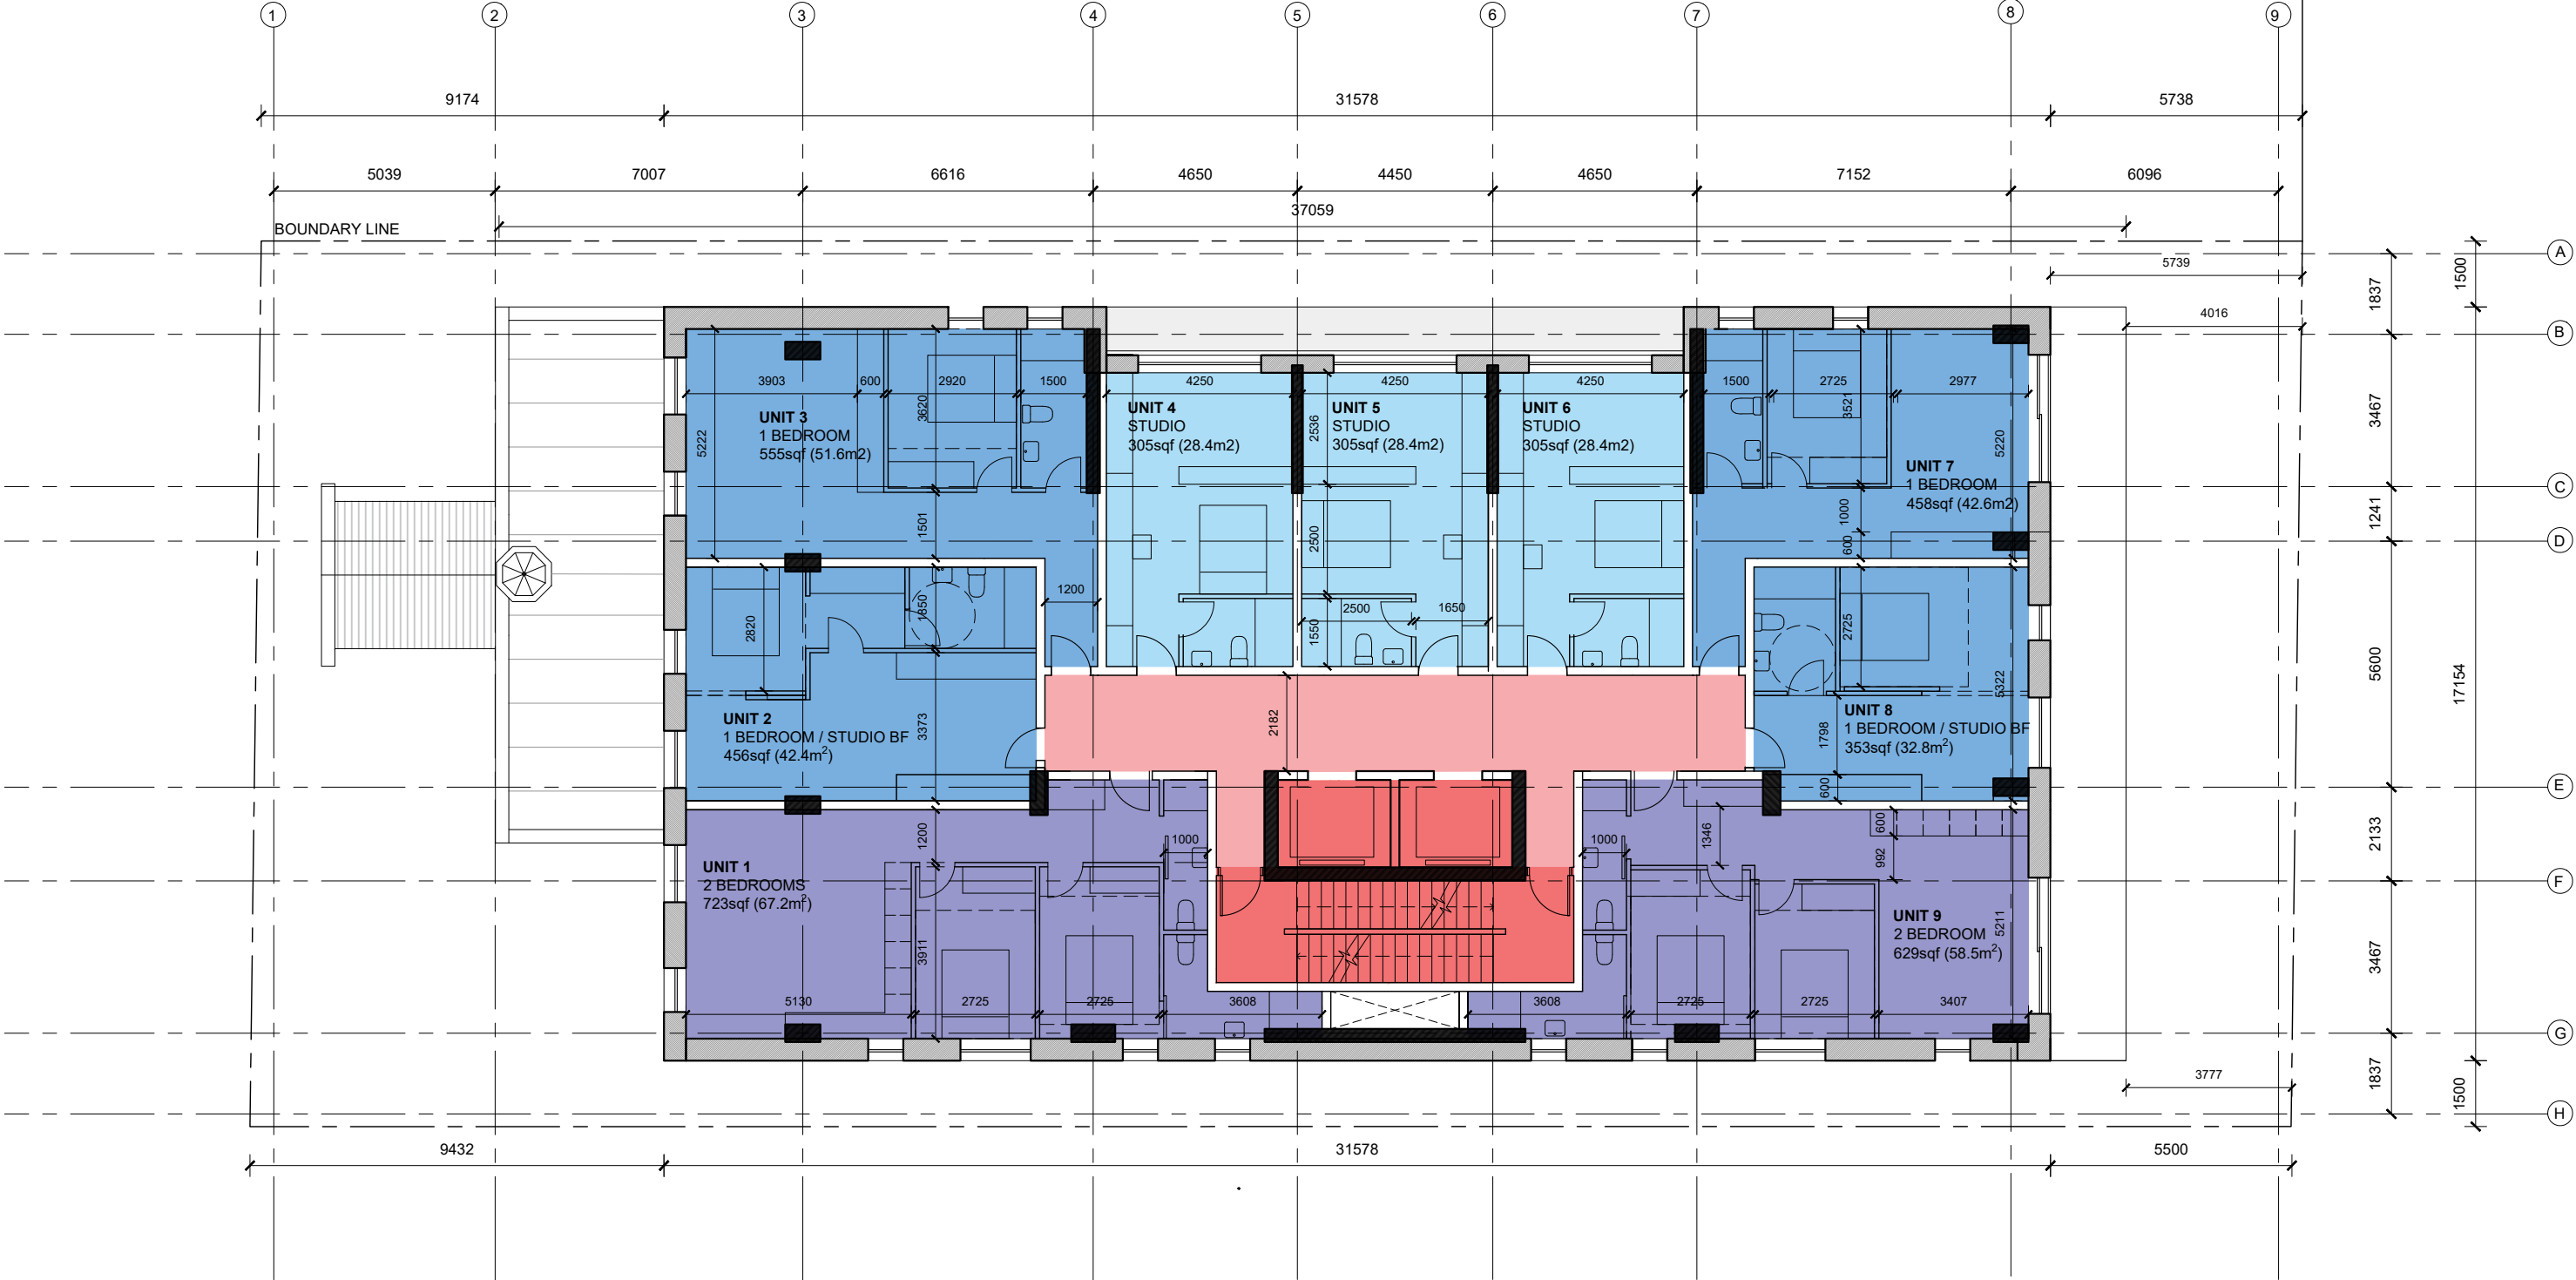 1 2 3 4 5 6 7 8 9
9174 31578 5738
5039 7007 6616 4650 4450 4650 7152 6096
37059
BOUNDARY LINE
A
5739
1500
1837
4016
B
3903 600 2920 1500 4250 4250 4250 1500 2725 2977
3620
3521
UNIT 3
1 BEDROOM
555sqf (51.6m2)
5222
1501
UNIT 4
STUDIO
305sqf (28.4m2)
2536
UNIT 5
STUDIO
305sqf (28.4m2)
UNIT 6
STUDIO
305sqf (28.4m2)
5220
UNIT 7
1 BEDROOM
458sqf (42.6m2)
3467
C
2500
1000
1241
600
D
1200
2500
1650
1550
2820
1850
2725
5322
5600
17154
UNIT 2
1 BEDROOM / STUDIO BF
456sqf (42.4m²)
3373
2182
1798
UNIT 8
1 BEDROOM / STUDIO BF
353sqf (32.8m²)
600
E
1200
1000
1000
1346
600
992
2133
UNIT 1
2 BEDROOMS
723sqf (67.2m²)
F
3911
UNIT 9
2 BEDROOM
629sqf (58.5m²)
5211
3467
5130 2725 2725 3608 3608 2725 2725 3407
G
3777
1837
1500
H
9432 31578 5500